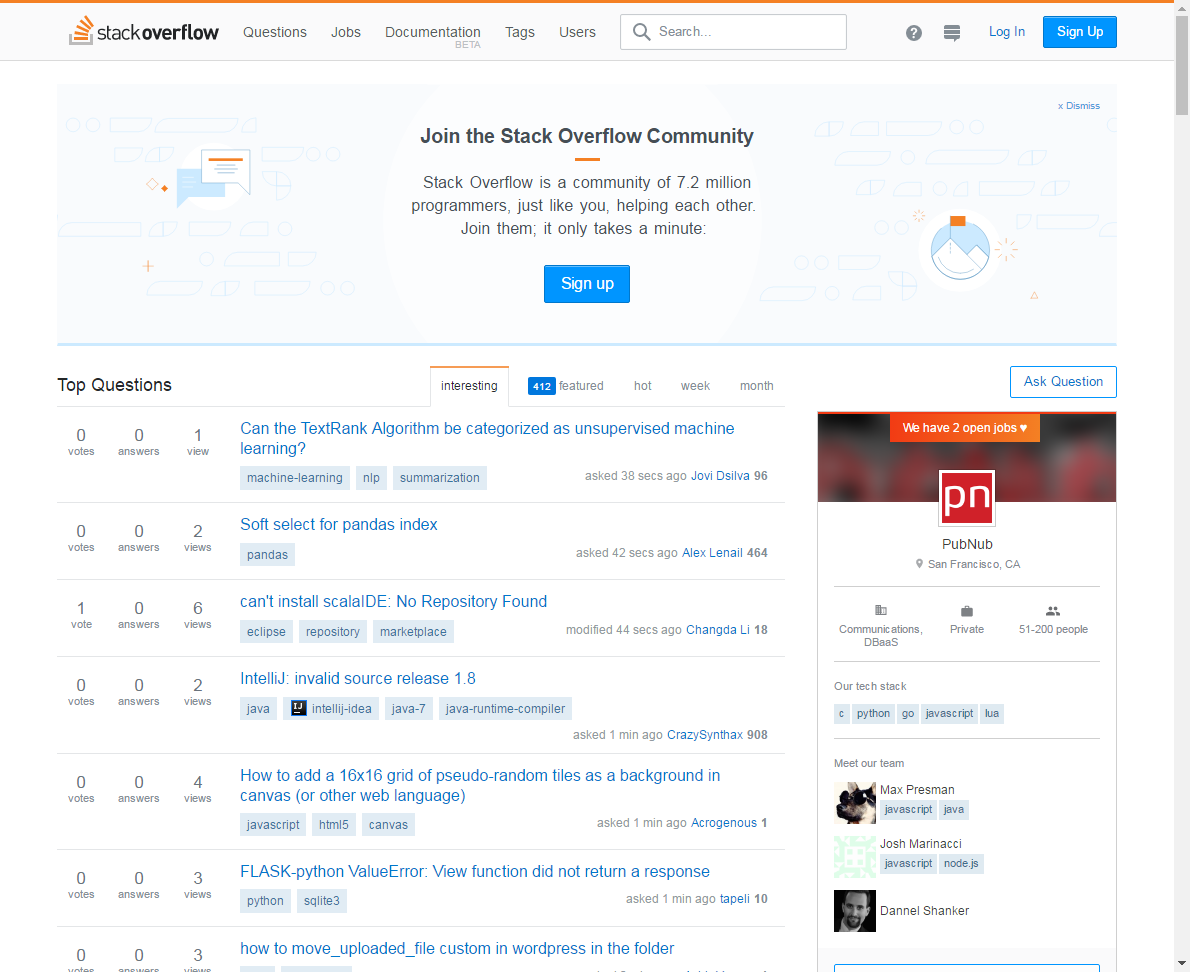 stackoverflow Questions Jobs Documentation Tags Users Search... ? Log In Sign Up
BETA
x Dismiss
Join the Stack Overflow Community
Stack Overflow is a community of 7.2 million
programmers, just like you, helping each other.
Join them; it only takes a minute:
Sign up
Top Questions interesting 412 featured hot week month
0 votes 0 answers 1 view
Can the TextRank Algorithm be categorized as unsupervised machine
learning?
machine-learning nlp summarization
asked 38 secs ago Jovi Dsilva 96
0 votes 0 answers 2 views
Soft select for pandas index
pandas
asked 42 secs ago Alex Lenail 464
1 vote 0 answers 6 views
can't install scalaIDE: No Repository Found
eclipse repository marketplace
modified 44 secs ago Changda Li 18
0 votes 0 answers 2 views
IntelliJ: invalid source release 1.8
java IJ intellij-idea java-7 java-runtime-compiler
asked 1 min ago CrazySynthax 908
0 votes 0 answers 4 views
How to add a 16x16 grid of pseudo-random tiles as a background in
canvas (or other web language)
javascript html5 canvas
asked 1 min ago Acrogenous 1
0 votes 0 answers 3 views
FLASK-python ValueError: View function did not return a response
python sqlite3
asked 1 min ago tapeli 10
0 votes 0 answers 3 views
how to move_uploaded_file custom in wordpress in the folder
Ask Question
We have 2 open jobs ♥
pn
PubNub
San Francisco, CA
Communications, Private 51-200 people
DBaaS
Our tech stack
c python go javascript lua
Meet our team
Max Presman
javascript java
Josh Marinacci
javascript node.js
Dannel Shanker